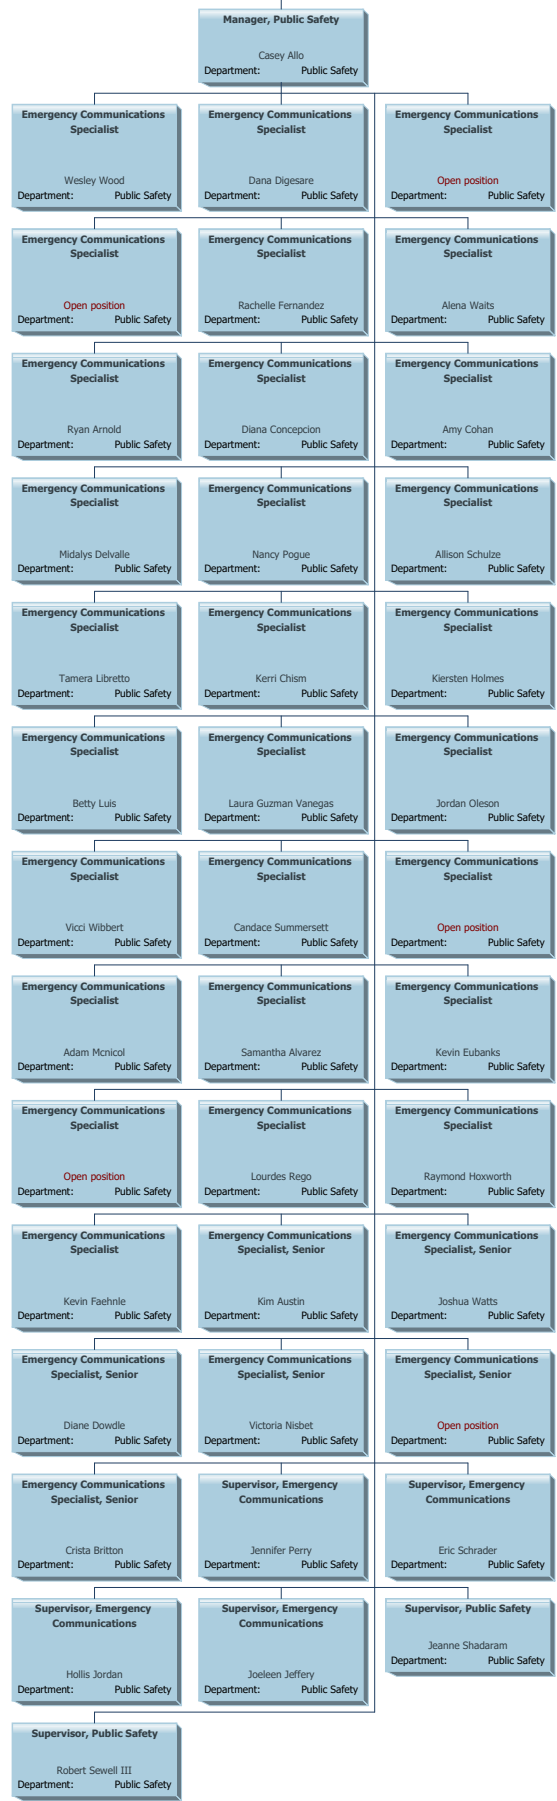 Manager, Public Safety
Casey Allo
Department: Public Safety
Emergency Communications
Specialist
Wesley Wood
Department: Public Safety
Emergency Communications
Specialist
Dana Digesare
Department: Public Safety
Emergency Communications
Specialist
Open position
Department: Public Safety
Emergency Communications
Specialist
Open position
Department: Public Safety
Emergency Communications
Specialist
Rachelle Fernandez
Department: Public Safety
Emergency Communications
Specialist
Alena Waits
Department: Public Safety
Emergency Communications
Specialist
Ryan Arnold
Department: Public Safety
Emergency Communications
Specialist
Diana Concepcion
Department: Public Safety
Emergency Communications
Specialist
Amy Cohan
Department: Public Safety
Emergency Communications
Specialist
Midalys Delvalle
Department: Public Safety
Emergency Communications
Specialist
Nancy Pogue
Department: Public Safety
Emergency Communications
Specialist
Allison Schulze
Department: Public Safety
Emergency Communications
Specialist
Tamera Libretto
Department: Public Safety
Emergency Communications
Specialist
Kerri Chism
Department: Public Safety
Emergency Communications
Specialist
Kiersten Holmes
Department: Public Safety
Emergency Communications
Specialist
Betty Luis
Department: Public Safety
Emergency Communications
Specialist
Laura Guzman Vanegas
Department: Public Safety
Emergency Communications
Specialist
Jordan Oleson
Department: Public Safety
Emergency Communications
Specialist
Vicci Wibbert
Department: Public Safety
Emergency Communications
Specialist
Candace Summersett
Department: Public Safety
Emergency Communications
Specialist
Open position
Department: Public Safety
Emergency Communications
Specialist
Adam Mcnicol
Department: Public Safety
Emergency Communications
Specialist
Samantha Alvarez
Department: Public Safety
Emergency Communications
Specialist
Kevin Eubanks
Department: Public Safety
Emergency Communications
Specialist
Open position
Department: Public Safety
Emergency Communications
Specialist
Lourdes Rego
Department: Public Safety
Emergency Communications
Specialist
Raymond Hoxworth
Department: Public Safety
Emergency Communications
Specialist
Kevin Faehnle
Department: Public Safety
Emergency Communications
Specialist, Senior
Kim Austin
Department: Public Safety
Emergency Communications
Specialist, Senior
Joshua Watts
Department: Public Safety
Emergency Communications
Specialist, Senior
Diane Dowdle
Department: Public Safety
Emergency Communications
Specialist, Senior
Victoria Nisbet
Department: Public Safety
Emergency Communications
Specialist, Senior
Open position
Department: Public Safety
Emergency Communications
Specialist, Senior
Crista Britton
Department: Public Safety
Supervisor, Emergency
Communications
Jennifer Perry
Department: Public Safety
Supervisor, Emergency
Communications
Eric Schrader
Department: Public Safety
Supervisor, Emergency
Communications
Hollis Jordan
Department: Public Safety
Supervisor, Emergency
Communications
Joeleen Jeffery
Department: Public Safety
Supervisor, Public Safety
Jeanne Shadaram
Department: Public Safety
Supervisor, Public Safety
Robert Sewell III
Department: Public Safety